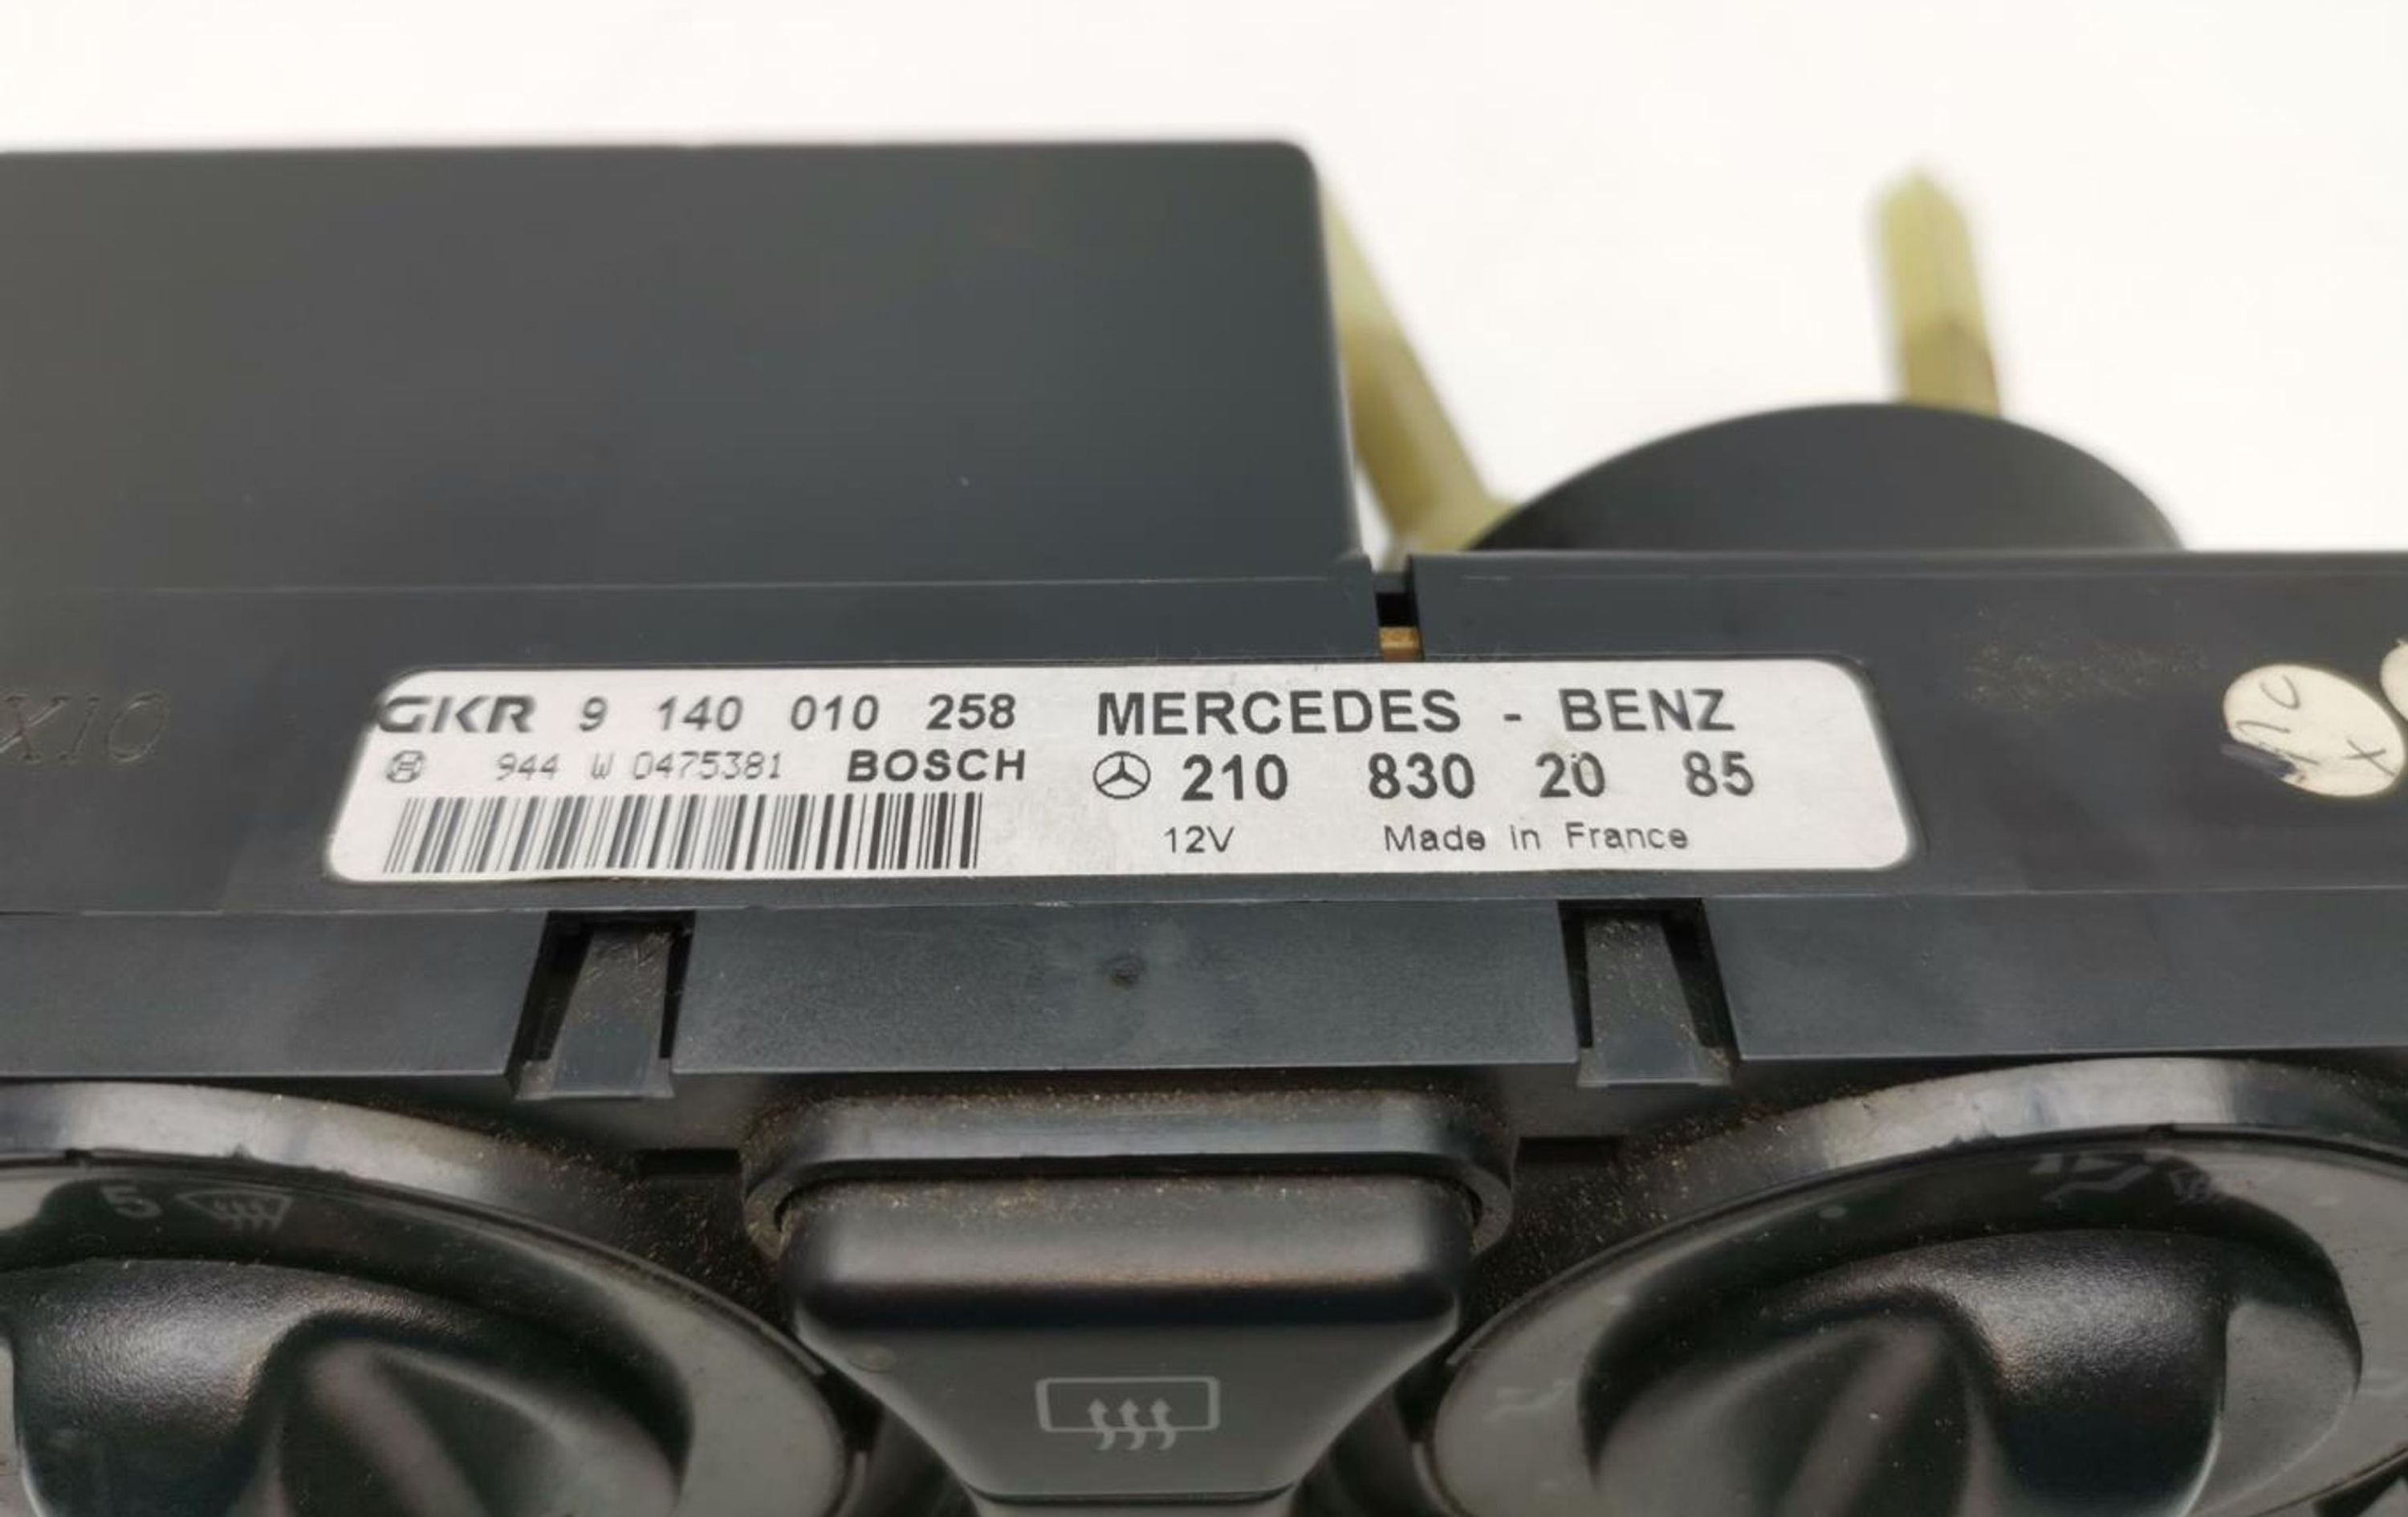 GKR 9 140 010 258 MERCEDES - BENZ
944 W 0475381 BOSCH 210 830 20 85
12V Made in France
XIO
5